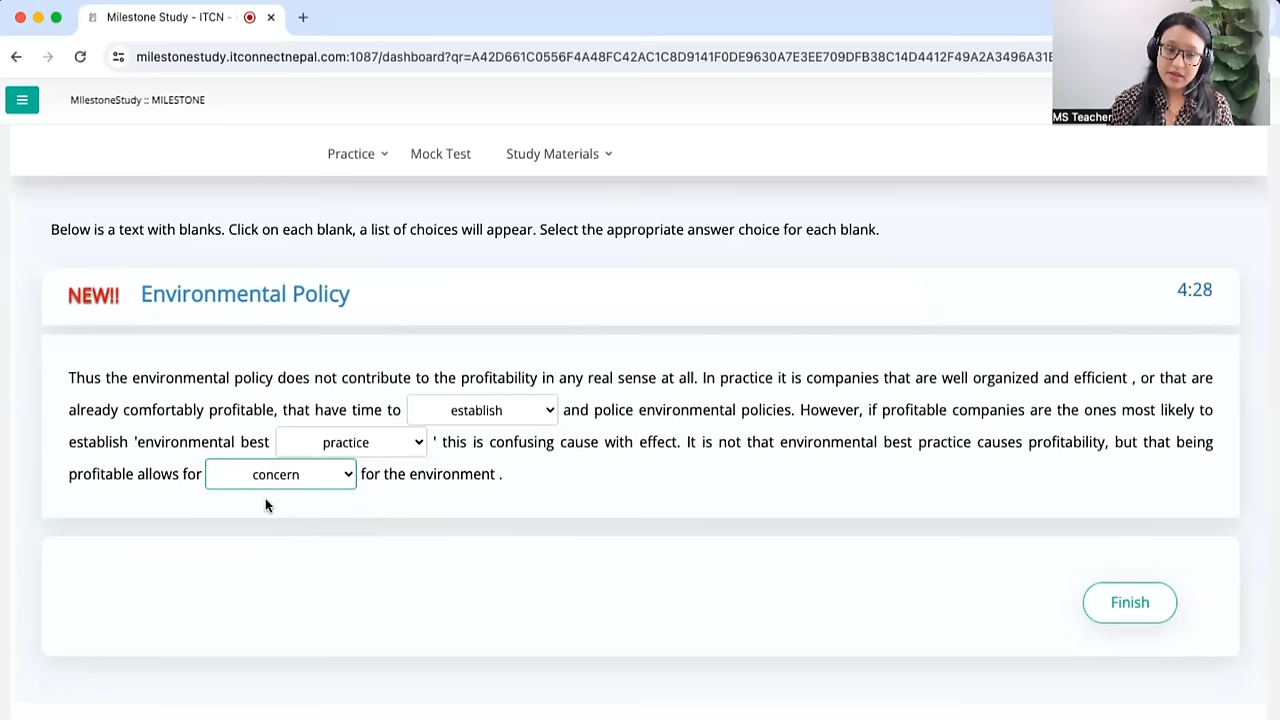 Milestone Study - ITCN -
milestonestudy.itconnectnepal.com:1087/dashboard?qr=A42D661C0556F4A48FC42AC1C8D9141F0DE9630A7E3EE709DFB38C14D4412F49A2A3496A31E
MilestoneStudy :: MILESTONE
MS Teacher
Practice Mock Test Study Materials
Below is a text with blanks. Click on each blank, a list of choices will appear. Select the appropriate answer choice for each blank.
NEW!! Environmental Policy 4:28
Thus the environmental policy does not contribute to the profitability in any real sense at all. In practice it is companies that are well organized and efficient , or that are
already comfortably profitable, that have time to establish and police environmental policies. However, if profitable companies are the ones most likely to
establish 'environmental best practice ' this is confusing cause with effect. It is not that environmental best practice causes profitability, but that being
profitable allows for concern for the environment .
Finish